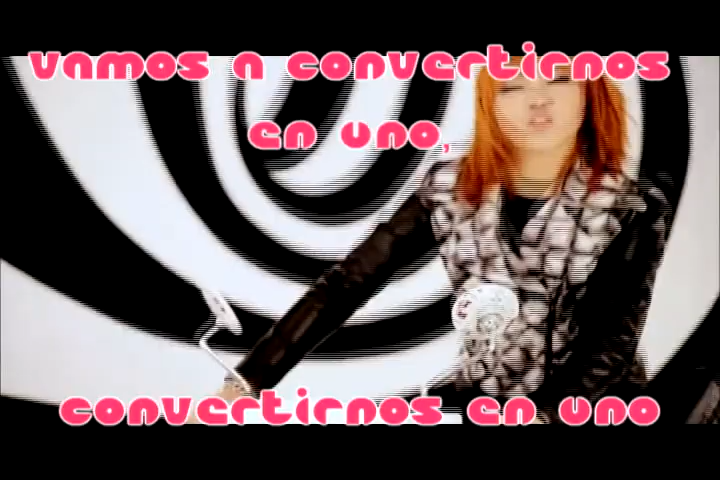 vamos a convertirnos
en uno,
convertirnos en uno